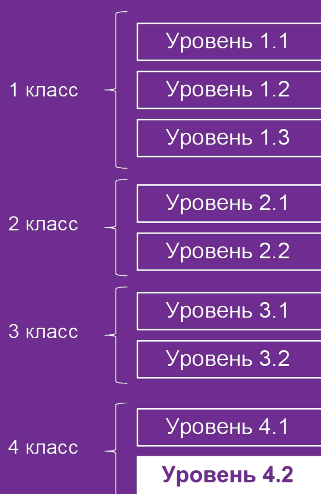 1 класс
Уровень 1.1
Уровень 1.2
Уровень 1.3
2 класс
Уровень 2.1
Уровень 2.2
3 класс
Уровень 3.1
Уровень 3.2
4 класс
Уровень 4.1
Уровень 4.2